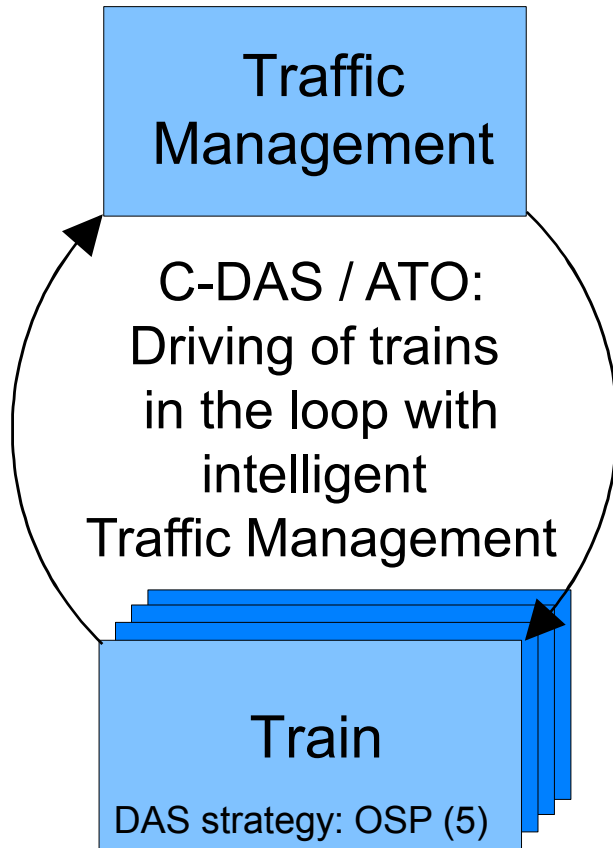 Traffic
Management
C-DAS / ATO:
Driving of trains
in the loop with
intelligent
Traffic Management
Train
DAS strategy: OSP (5)